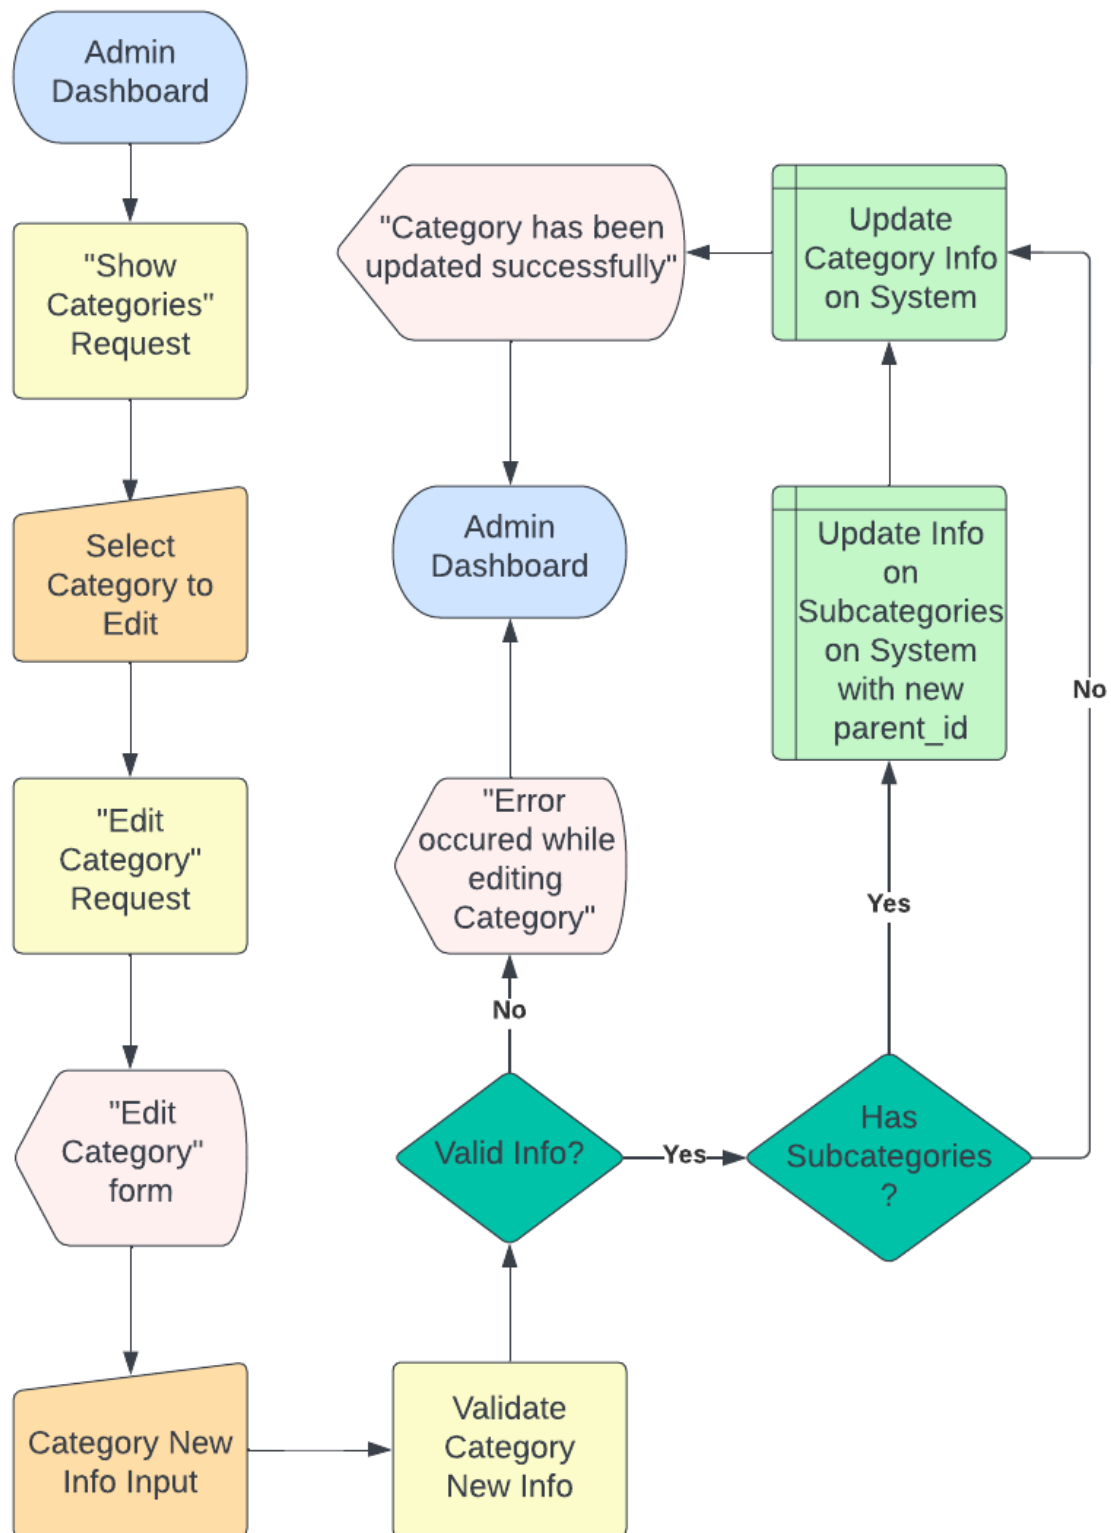 Admin
Dashboard
"Show
Categories"
Request
Select
Category to
Edit
"Edit
Category"
Request
"Edit
Category"
form
Category New
Info Input
Validate
Category
New Info
Valid Info?
No
"Error
occured while
editing
Category"
Admin
Dashboard
Yes
Has
Subcategories
?
Yes
Update Info
on
Subcategories
on System
with new
parent_id
No
Update
Category Info
on System
"Category has been
updated successfully"